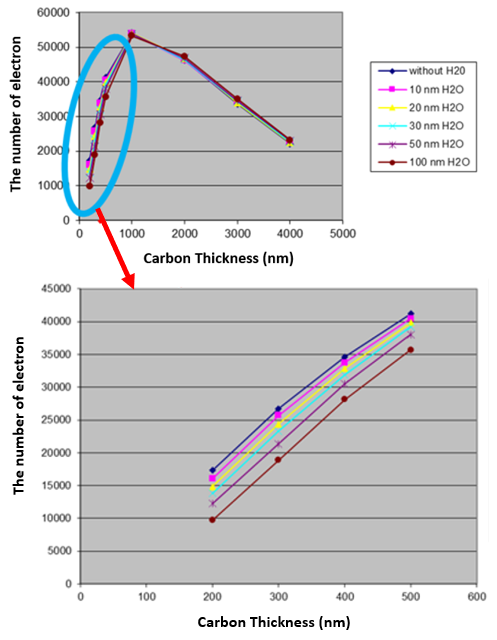 60000
50000
40000
30000
20000
10000
0
The number of electron
0 1000 2000 3000 4000 5000
Carbon Thickness (nm)
without H20
10 nm H2O
20 nm H2O
30 nm H2O
50 nm H2O
100 nm H2O
45000
40000
35000
30000
25000
20000
15000
10000
5000
0
The number of electron
0 100 200 300 400 500 600
Carbon Thickness (nm)